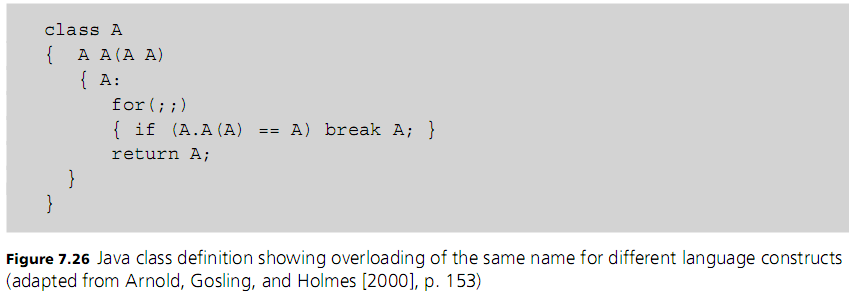 class A
{ A A(A A)
{ A:
for(;;)
{ if (A.A(A) == A) break A; }
return A;
}
}
Figure 7.26 Java class definition showing overloading of the same name for different language constructs
(adapted from Arnold, Gosling, and Holmes [2000], p. 153)